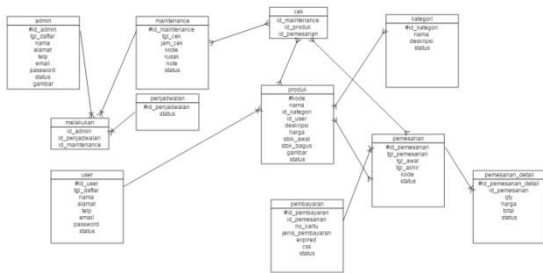 admin
#id_admin
tgl_daftar
nama
alamat
telp
email
password
status
gambar
maintenance
#id_maintenance
tgl_cek
jam_cek
kode
rusak
note
status
cek
id_maintenance
id_produk
id_pemesanan
kategori
#id_kategori
nama
deskripsi
status
penjadwalan
#id_penjadwalan
status
melakukan
id_admin
id_penjadwalan
id_maintenance
produk
#kode
nama
id_kategori
id_user
deskripsi
harga
stok_awal
stok_bagus
gambar
status
pemesanan
#id_pemesanan
tgl_pemesanan
tgl_awal
tgl_akhir
kode
status
user
#id_user
tgl_daftar
nama
alamat
telp
email
password
status
pembayaran
#id_pembayaran
id_pemesanan
no_kartu
jenis_pembayaran
expired
css
status
pemesanan_detail
#id_pemesanan_detail
id_pemesanan
qty
harga
total
status